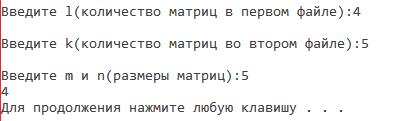 Введите l(количество матриц в первом файле):4
Введите k(количество матриц во втором файле):5
Введите m и n(размеры матриц):5
4
Для продолжения нажмите любую клавишу . . .